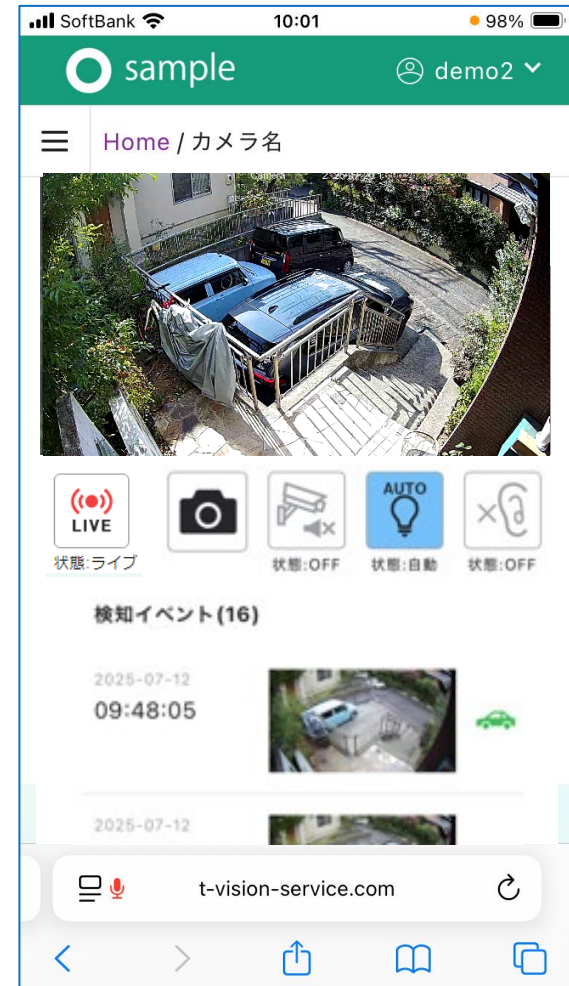 SoftBank 10:01 98%
sample demo2
Home / カメラ名
LIVE AUTO
状態:ライブ 状態:OFF 状態:自動 状態:OFF
検知イベント(16)
2025-07-12
09:48:05
2025-07-12
t-vision-service.com